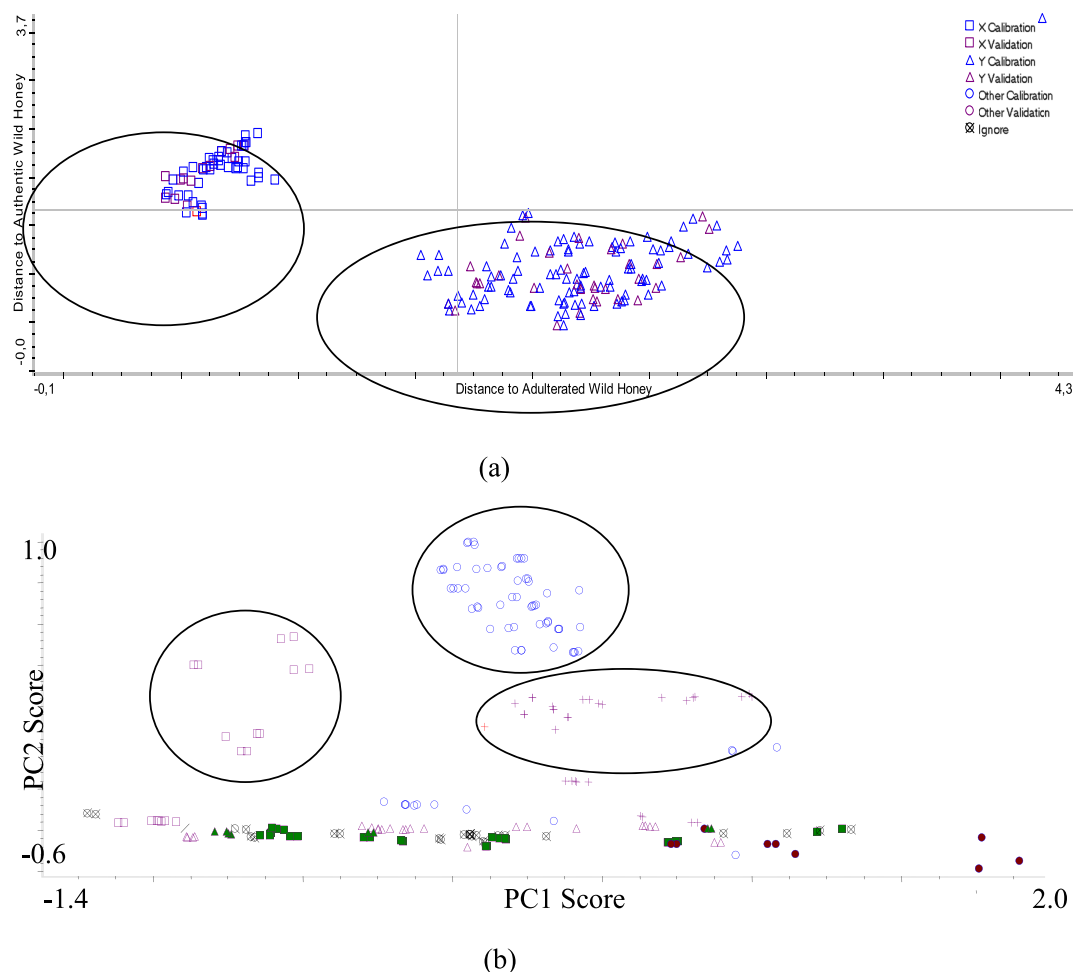 3,7
Distance to Authentic Wild Honey
-0,0
X Calibration
X Validation
Y Calibration
Y Validation
Other Calibration
Other Validation
Ignore
-0,1
Distance to Adulterated Wild Honey
4,3
(a)
1.0
PC2 Score
-0.6
-1.4
PC1 Score
2.0
(b)